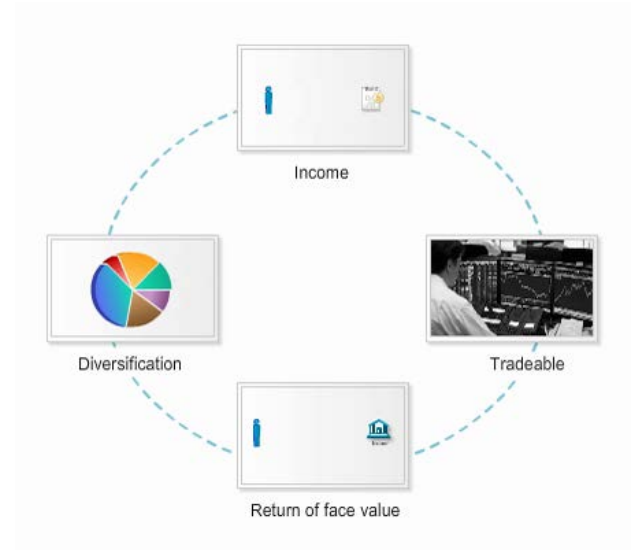 Income
Diversification
Tradeable
Return of face value